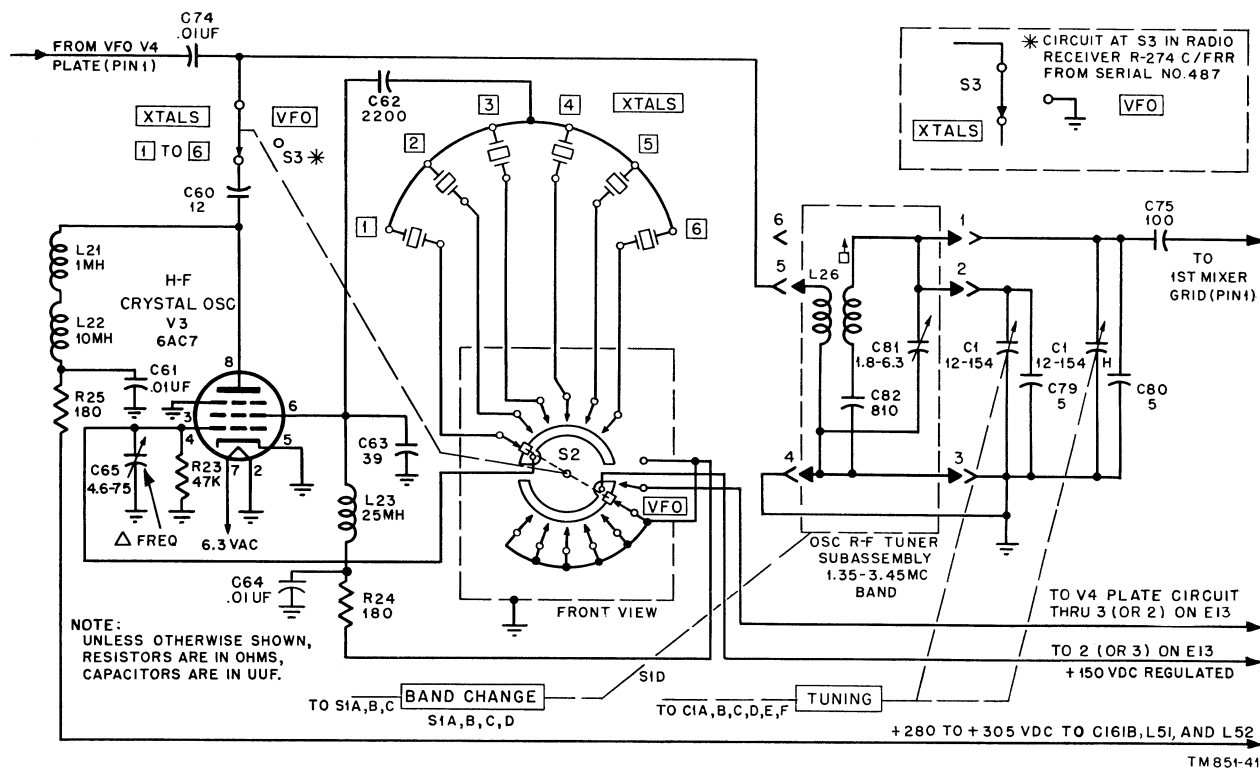 C74
.01UF
FROM VFO V4
PLATE (PIN 1)
XTALS
VFO
1 TO 6
S3 *
C60
12
C62
2200
1
2
3
4
5
6
XTALS
* CIRCUIT AT S3 IN RADIO
RECEIVER R-274 C/FRR
FROM SERIAL NO. 487
S3
XTALS
VFO
L21
1MH
L22
10MH
H-F
CRYSTAL OSC
V3
6AC7
C61
.01UF
R25
180
8
3
4
6
5
7
2
C65
4.6-75
R23
47K
△ FREQ
6.3 VAC
C63
39
L23
25MH
C64
.01UF
R24
180
S2
VFO
FRONT VIEW
6
5
4
L26
C81
1.8-6.3
C82
810
1
2
3
C1
12-154
C79
5
C1
12-154
H
C80
5
C75
100
TO
1ST MIXER
GRID (PIN 1)
OSC R-F TUNER
SUBASSEMBLY
1.35-3.45MC
BAND
NOTE:
UNLESS OTHERWISE SHOWN,
RESISTORS ARE IN OHMS,
CAPACITORS ARE IN UUF.
TO V4 PLATE CIRCUIT
THRU 3 (OR 2) ON E13
TO 2 (OR 3) ON E13
+150 VDC REGULATED
S1D
TO S1A,B,C
BAND CHANGE
S1A,B,C,D
TO C1A,B,C,D,E,F
TUNING
+280 TO +305 VDC TO C161B, L51, AND L52
TM 851-41